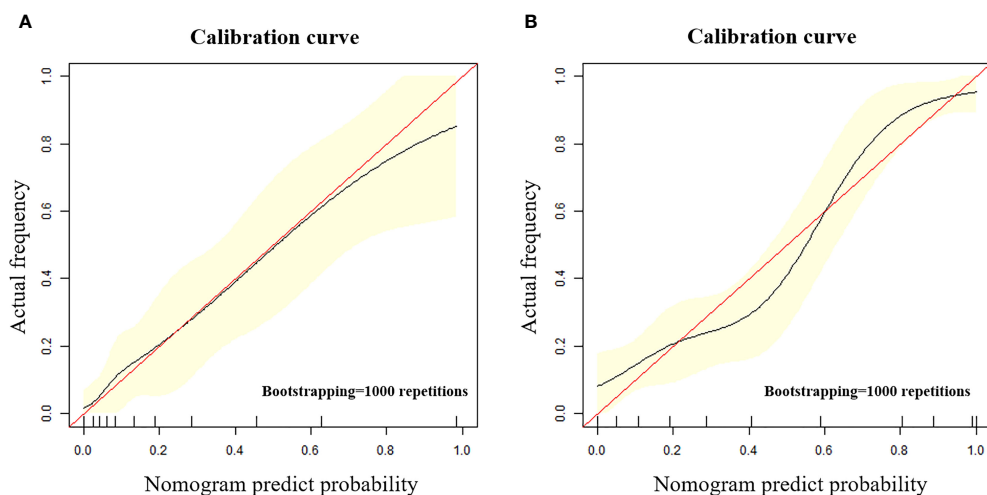 A
Calibration curve
Actual frequency
1.0
0.8
0.6
0.4
0.2
0.0
Bootstrapping=1000 repetitions
0.0 0.2 0.4 0.6 0.8 1.0
Nomogram predict probability
B
Calibration curve
Actual frequency
1.0
0.8
0.6
0.4
0.2
0.0
Bootstrapping=1000 repetitions
0.0 0.2 0.4 0.6 0.8 1.0
Nomogram predict probability